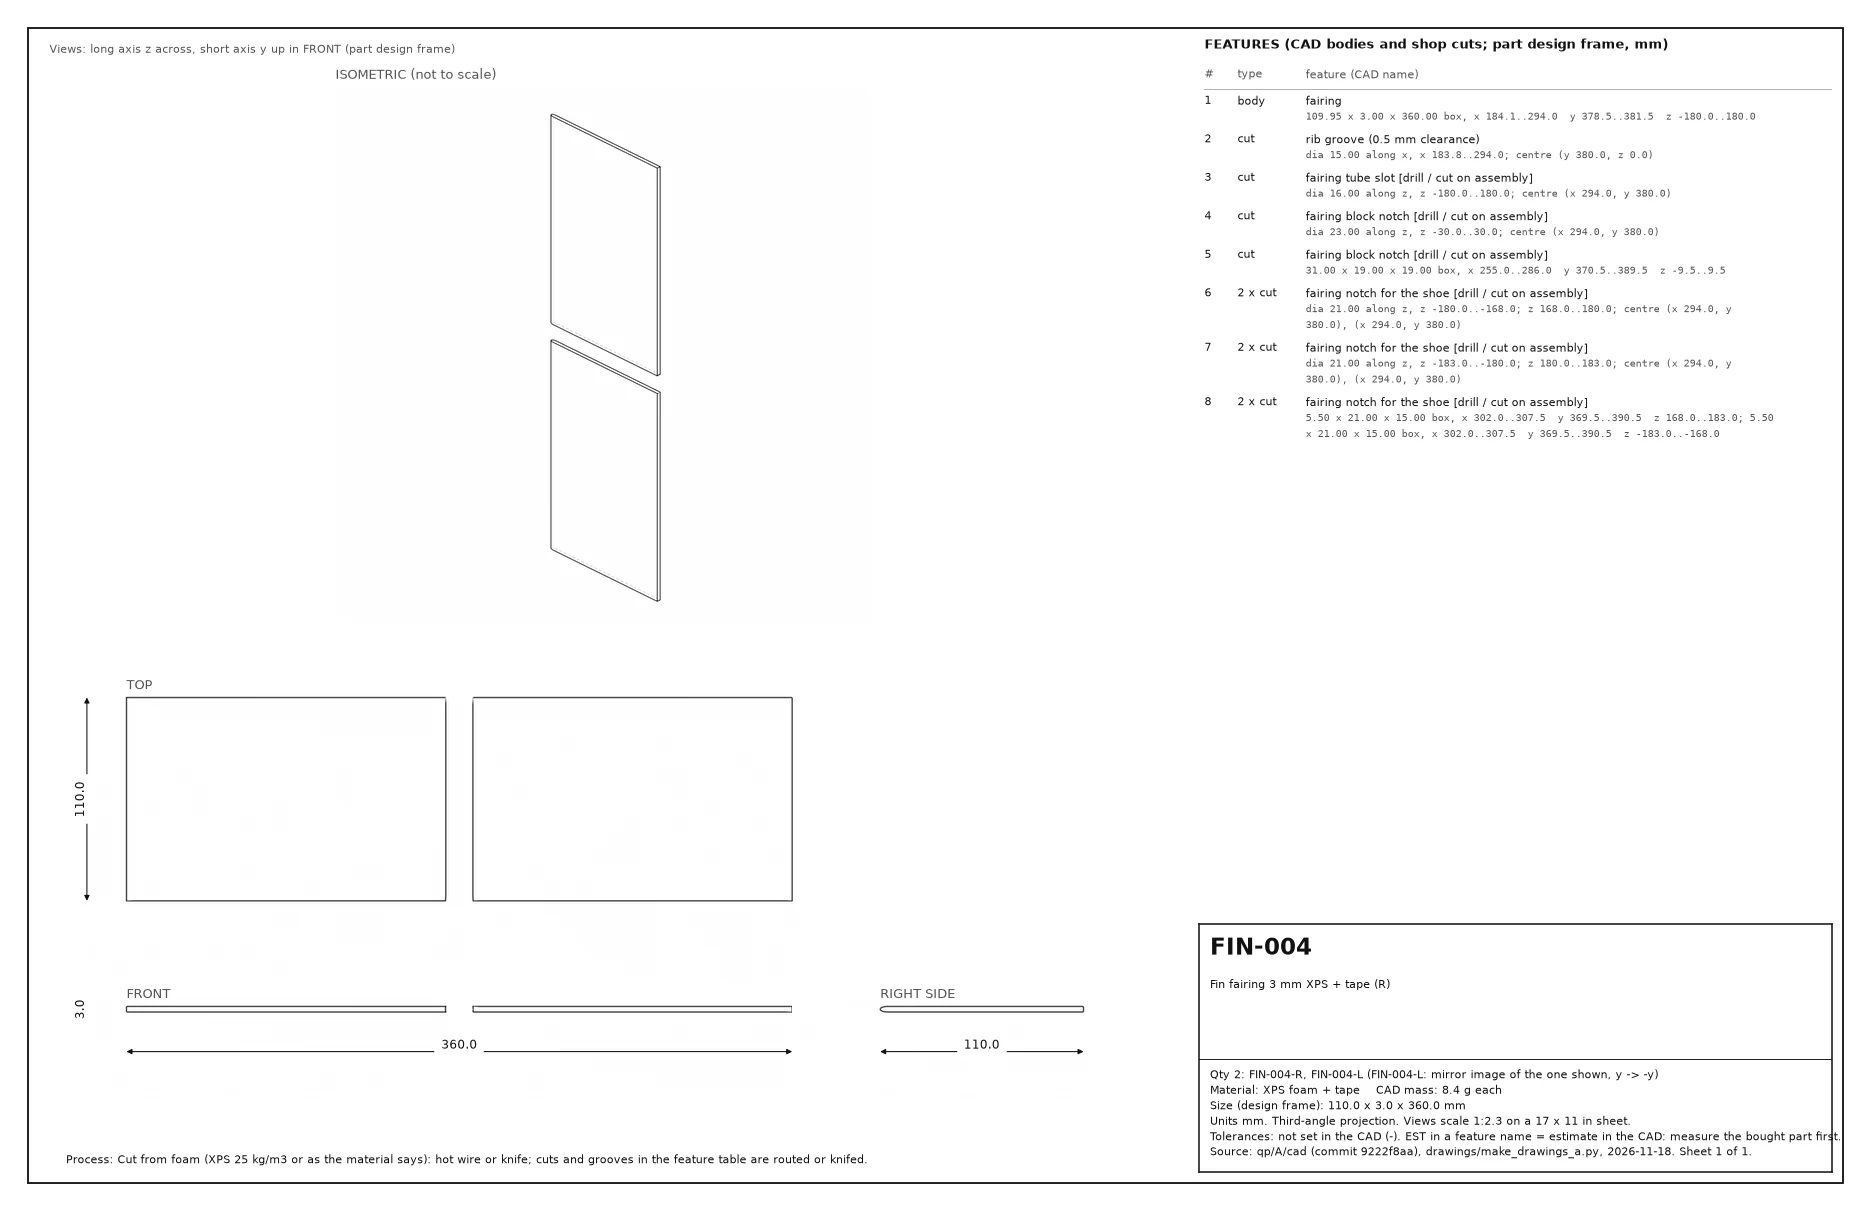 Views: long axis z across, short axis y up in FRONT (part design frame)
ISOMETRIC (not to scale)
FEATURES (CAD bodies and shop cuts; part design frame, mm)
# type feature (CAD name)
1 body fairing
109.95 x 3.00 x 360.00 box, x 184.1..294.0 y 378.5..381.5 z -180.0..180.0
2 cut rib groove (0.5 mm clearance)
dia 15.00 along x, x 183.8..294.0; centre (y 380.0, z 0.0)
3 cut fairing tube slot [drill / cut on assembly]
dia 16.00 along z, z -180.0..180.0; centre (x 294.0, y 380.0)
4 cut fairing block notch [drill / cut on assembly]
dia 23.00 along z, z -30.0..30.0; centre (x 294.0, y 380.0)
5 cut fairing block notch [drill / cut on assembly]
31.00 x 19.00 x 19.00 box, x 255.0..286.0 y 370.5..389.5 z -9.5..9.5
6 2 x cut fairing notch for the shoe [drill / cut on assembly]
dia 21.00 along z, z -180.0..-168.0; z 168.0..180.0; centre (x 294.0, y
380.0), (x 294.0, y 380.0)
7 2 x cut fairing notch for the shoe [drill / cut on assembly]
dia 21.00 along z, z -183.0..-180.0; z 180.0..183.0; centre (x 294.0, y
380.0), (x 294.0, y 380.0)
8 2 x cut fairing notch for the shoe [drill / cut on assembly]
5.50 x 21.00 x 15.00 box, x 302.0..307.5 y 369.5..390.5 z 168.0..183.0; 5.50
x 21.00 x 15.00 box, x 302.0..307.5 y 369.5..390.5 z -183.0..-168.0
TOP
110.0
FRONT
3.0
360.0
RIGHT SIDE
110.0
Process: Cut from foam (XPS 25 kg/m3 or as the material says): hot wire or knife; cuts and grooves in the feature table are routed or knifed.
FIN-004
Fin fairing 3 mm XPS + tape (R)
Qty 2: FIN-004-R, FIN-004-L (FIN-004-L: mirror image of the one shown, y -> -y)
Material: XPS foam + tape CAD mass: 8.4 g each
Size (design frame): 110.0 x 3.0 x 360.0 mm
Units mm. Third-angle projection. Views scale 1:2.3 on a 17 x 11 in sheet.
Tolerances: not set in the CAD (-). EST in a feature name = estimate in the CAD: measure the bought part first.
Source: qp/A/cad (commit 9222f8aa), drawings/make_drawings_a.py, 2026-11-18. Sheet 1 of 1.